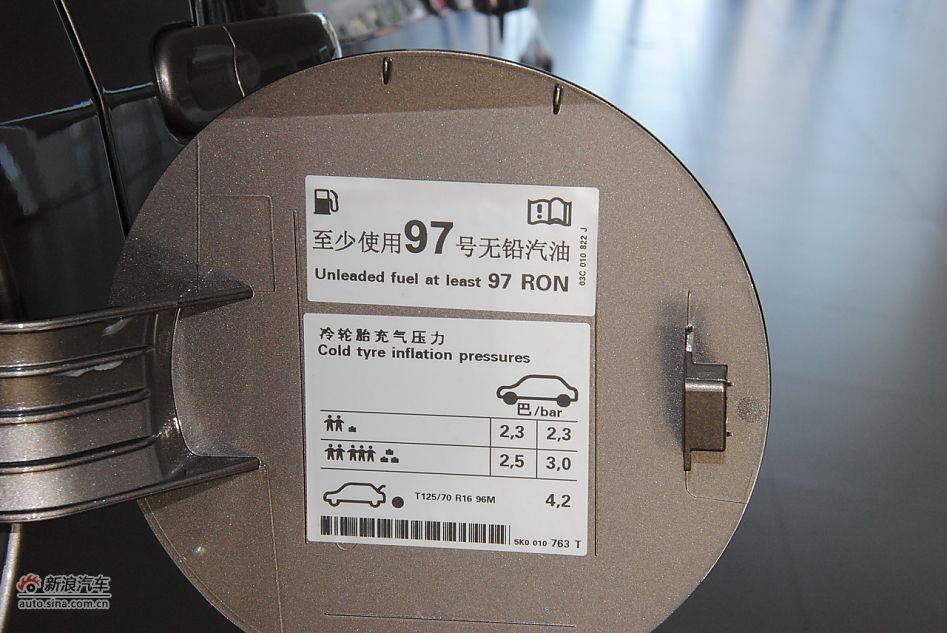 至少使用97号无铅汽油
Unleaded fuel at least 97 RON
03C 010 822 J
冷轮胎充气压力
Cold tyre inflation pressures
巴/bar
2,3 2,3
2,5 3,0
T125/70 R16 96M 4,2
5K0 010 763 T
新浪汽车
auto.sina.com.cn